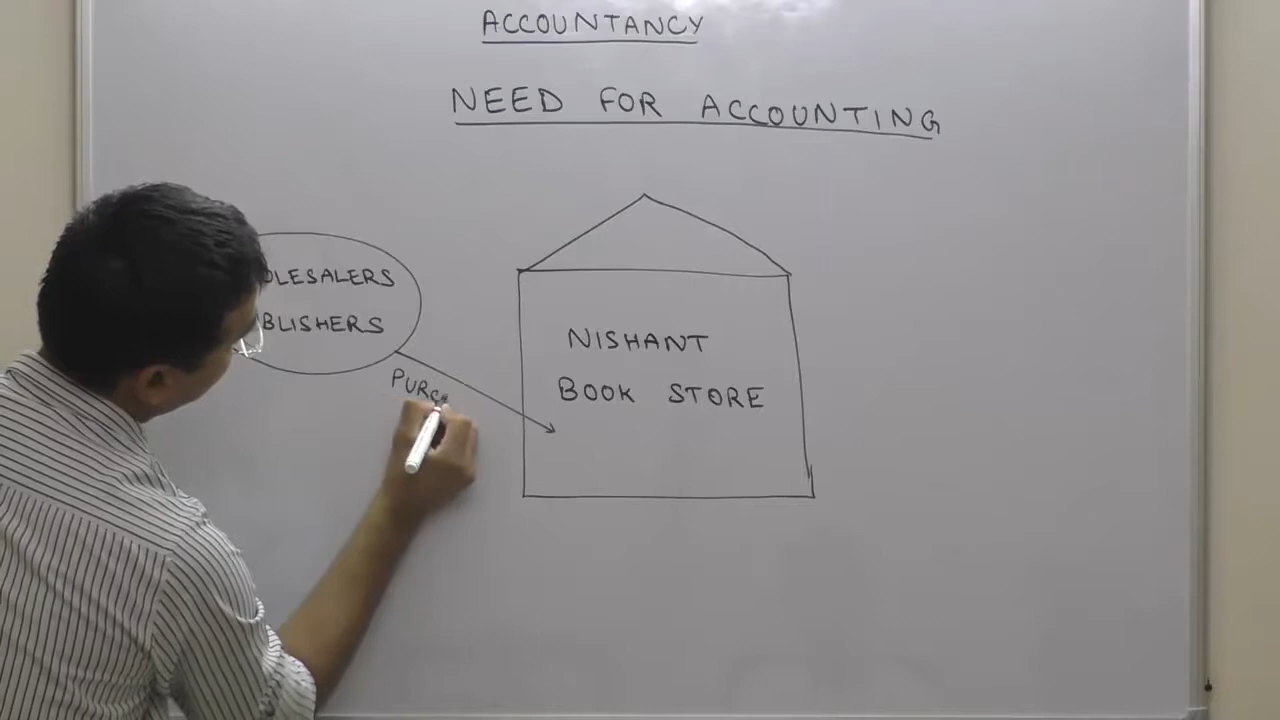 ACCOUNTANCY
NEED FOR ACCOUNTING
OLESALERS
BLISHERS
PURC
NISHANT
BOOK STORE